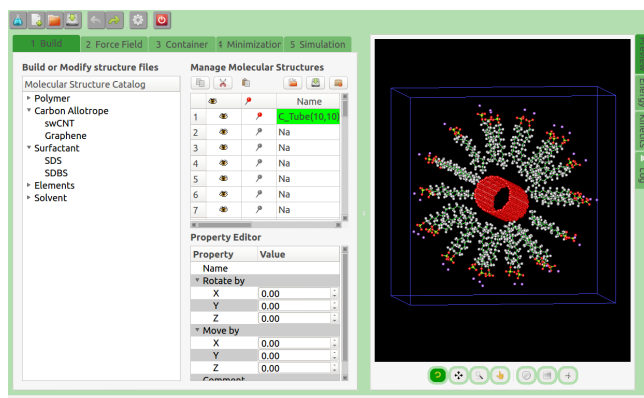 1 Build
2 Force Field
3 Container
4 Minimization
5 Simulation
Build or Modify structure files
Molecular Structure Catalog
Polymer
Carbon Allotrope
swCNT
Graphene
Surfactant
SDS
SDBS
Elements
Solvent
Manage Molecular Structures
Name
1 C_Tube(10,10)
2 Na
3 Na
4 Na
5 Na
6 Na
7 Na
Property Editor
Property Value
Name
Rotate by
X 0.00
Y 0.00
Z 0.00
Move by
X 0.00
Y 0.00
Z 0.00
Comment
Preview
Energy
Kinetics
Log